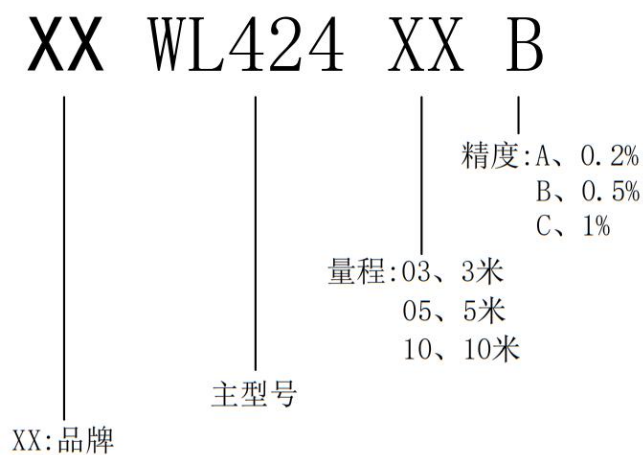 XX WL424 XX B
精度:A、0.2%
B、0.5%
C、1%
量程:03、3米
05、5米
10、10米
主型号
XX:品牌